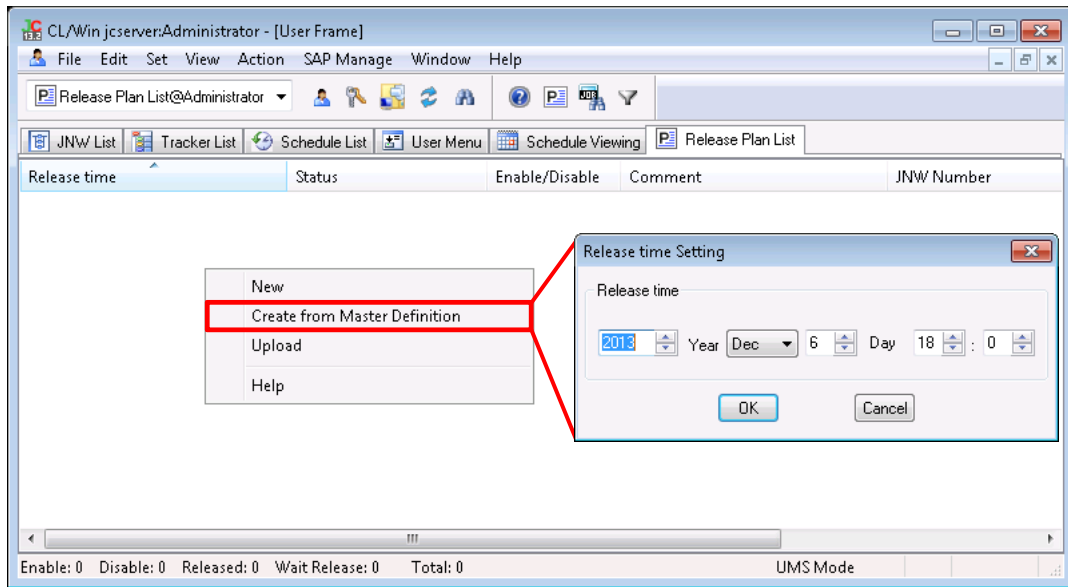 CL/Win jcserver:Administrator - [User Frame]
File Edit Set View Action SAP Manage Window Help
Release Plan List@Administrator
JNW List Tracker List Schedule List User Menu Schedule Viewing Release Plan List
Release time Status Enable/Disable Comment JNW Number
New
Create from Master Definition
Upload
Help
Release time Setting
Release time
2013 Year Dec 6 Day 18 : 0
OK Cancel
Enable: 0 Disable: 0 Released: 0 Wait Release: 0 Total: 0 UMS Mode